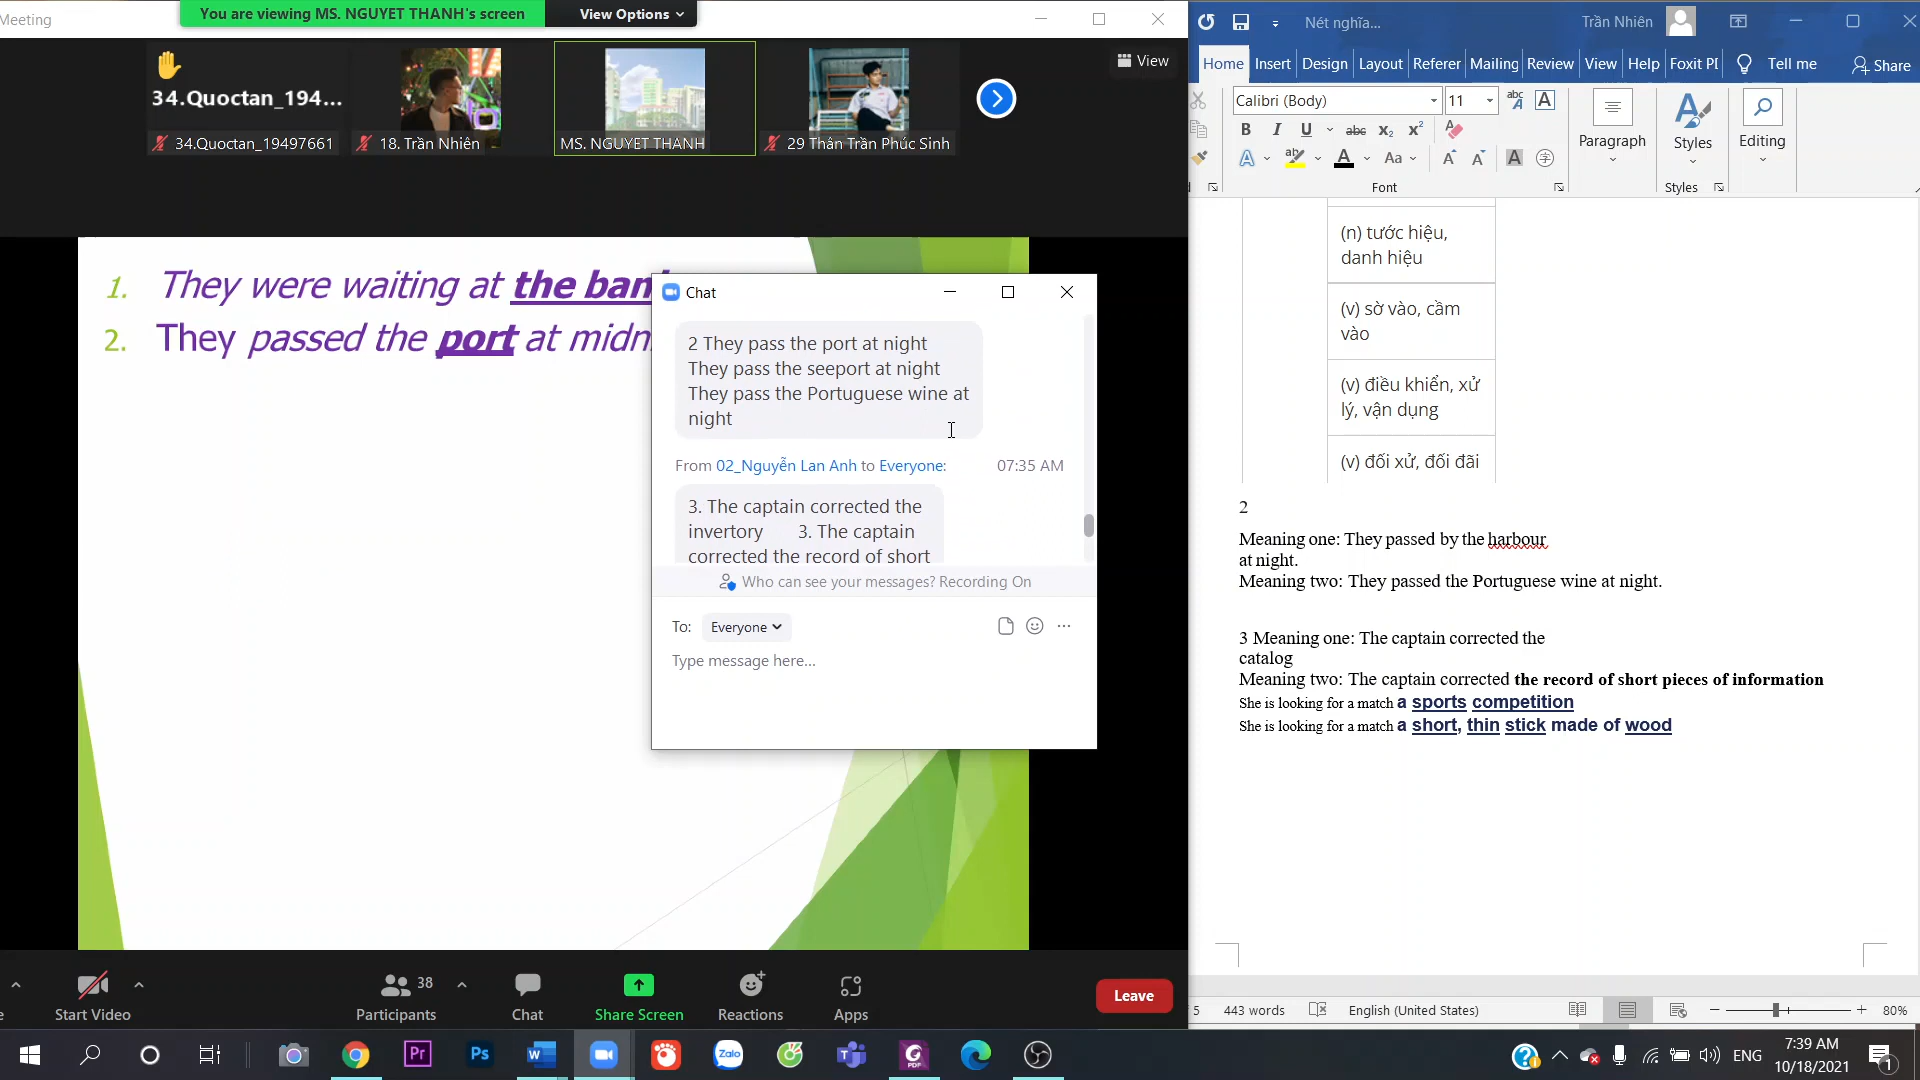 Meeting
You are viewing MS. NGUYET THANH's screen
View Options
34.Quoctan_194...
34.Quoctan_19497661
18. Trần Nhiên
MS. NGUYET THANH
29 Thân Trần Phúc Sinh
View
1. They were waiting at the ban
2. They passed the port at midn
Chat
2 They pass the port at night
They pass the seeport at night
They pass the Portuguese wine at
night
From 02_Nguyễn Lan Anh to Everyone: 07:35 AM
3. The captain corrected the
invertory 3. The captain
corrected the record of short
Who can see your messages? Recording On
To: Everyone
Type message here...
Start Video
38
Participants
Chat
Share Screen
Reactions
Apps
Leave
Nét nghĩa...
Trần Nhiên
Home Insert Design Layout Referer Mailing Review View Help Foxit PI Tell me Share
Calibri (Body) 11
Paragraph
Styles
Editing
Font
Styles
(n) tước hiệu,
danh hiệu
(v) sờ vào, cầm
vào
(v) điều khiển, xử
lý, vận dụng
(v) đối xử, đối đãi
2
Meaning one: They passed by the harbour
at night.
Meaning two: They passed the Portuguese wine at night.
3 Meaning one: The captain corrected the
catalog
Meaning two: The captain corrected the record of short pieces of information
She is looking for a match a sports competition
She is looking for a match a short, thin stick made of wood
5 443 words English (United States) 80%
ENG
7:39 AM
10/18/2021
1